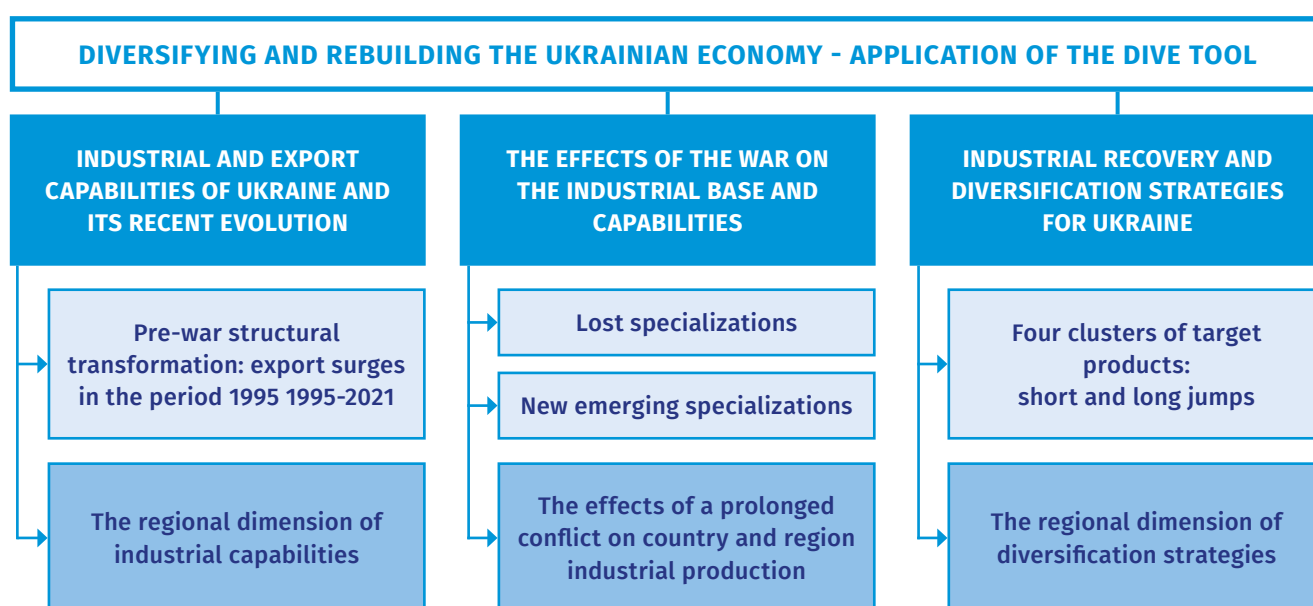 DIVERSIFYING AND REBUILDING THE UKRAINIAN ECONOMY - APPLICATION OF THE DIVE TOOL
INDUSTRIAL AND EXPORT
CAPABILITIES OF UKRAINE AND
ITS RECENT EVOLUTION
Pre-war structural
transformation: export surges
in the period 1995 1995-2021
The regional dimension of
industrial capabilities
THE EFFECTS OF THE WAR ON
THE INDUSTRIAL BASE AND
CAPABILITIES
Lost specializations
New emerging specializations
The effects of a prolonged
conflict on country and region
industrial production
INDUSTRIAL RECOVERY AND
DIVERSIFICATION STRATEGIES
FOR UKRAINE
Four clusters of target
products:
short and long jumps
The regional dimension of
diversification strategies